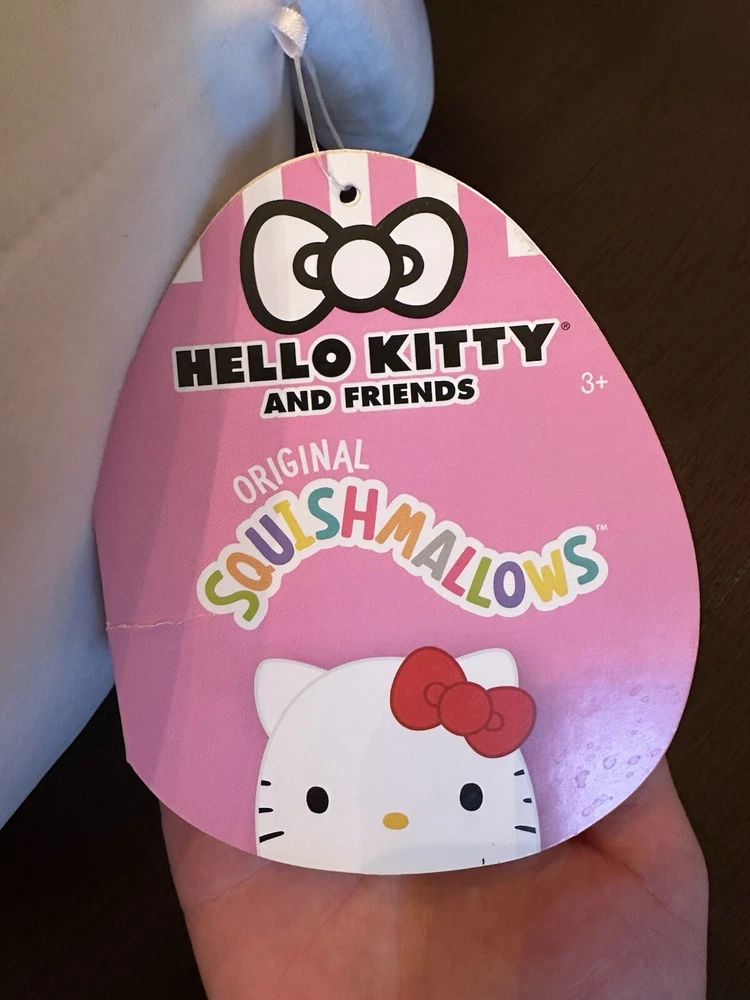 HELLO KITTY®
AND FRIENDS
3+
ORIGINAL
SQUISHMALLOWS™